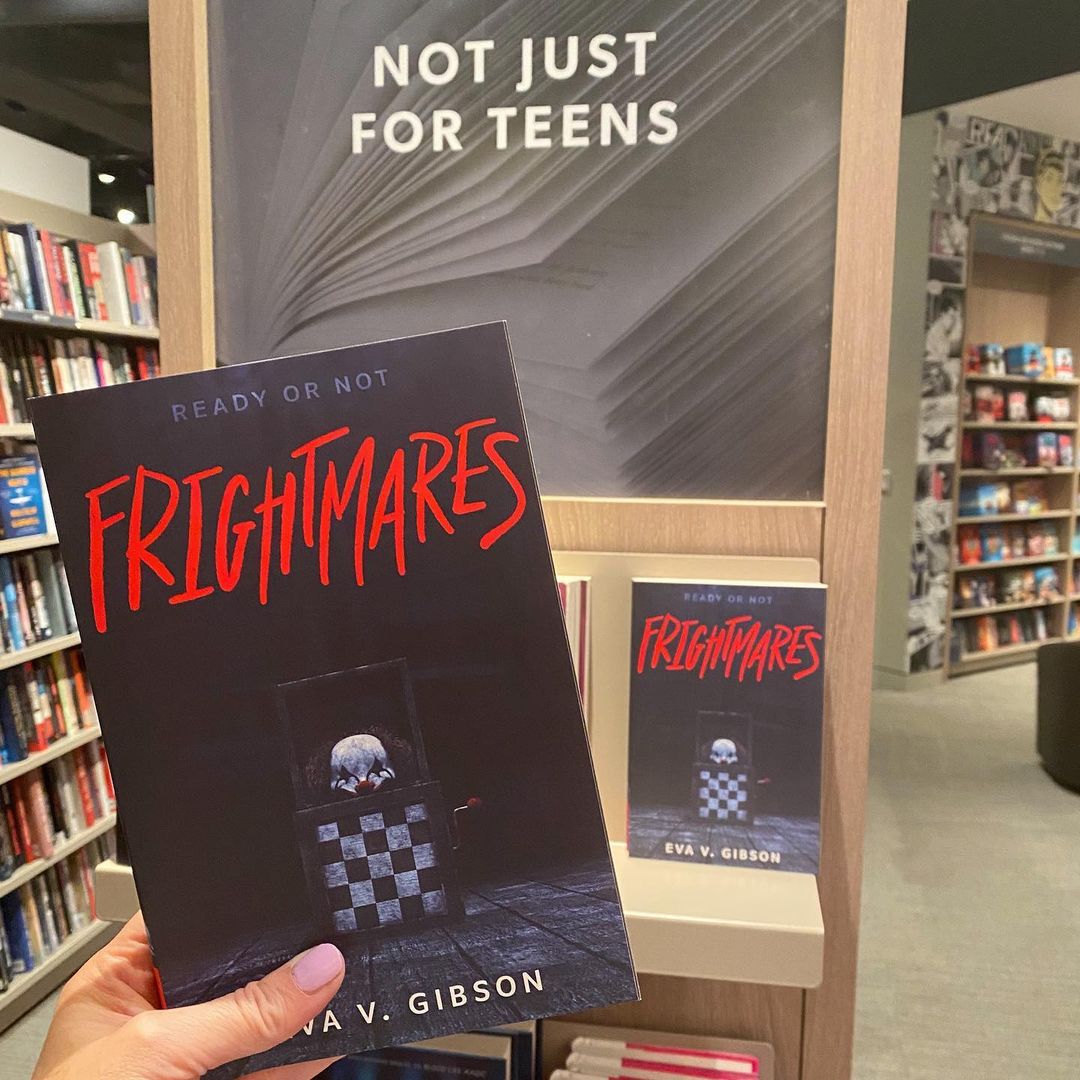 NOT JUST
FOR TEENS
READY OR NOT
FRIGHTMARES
VA V. GIBSON
READY OR NOT
FRIGHTMARES
EVA V. GIBSON